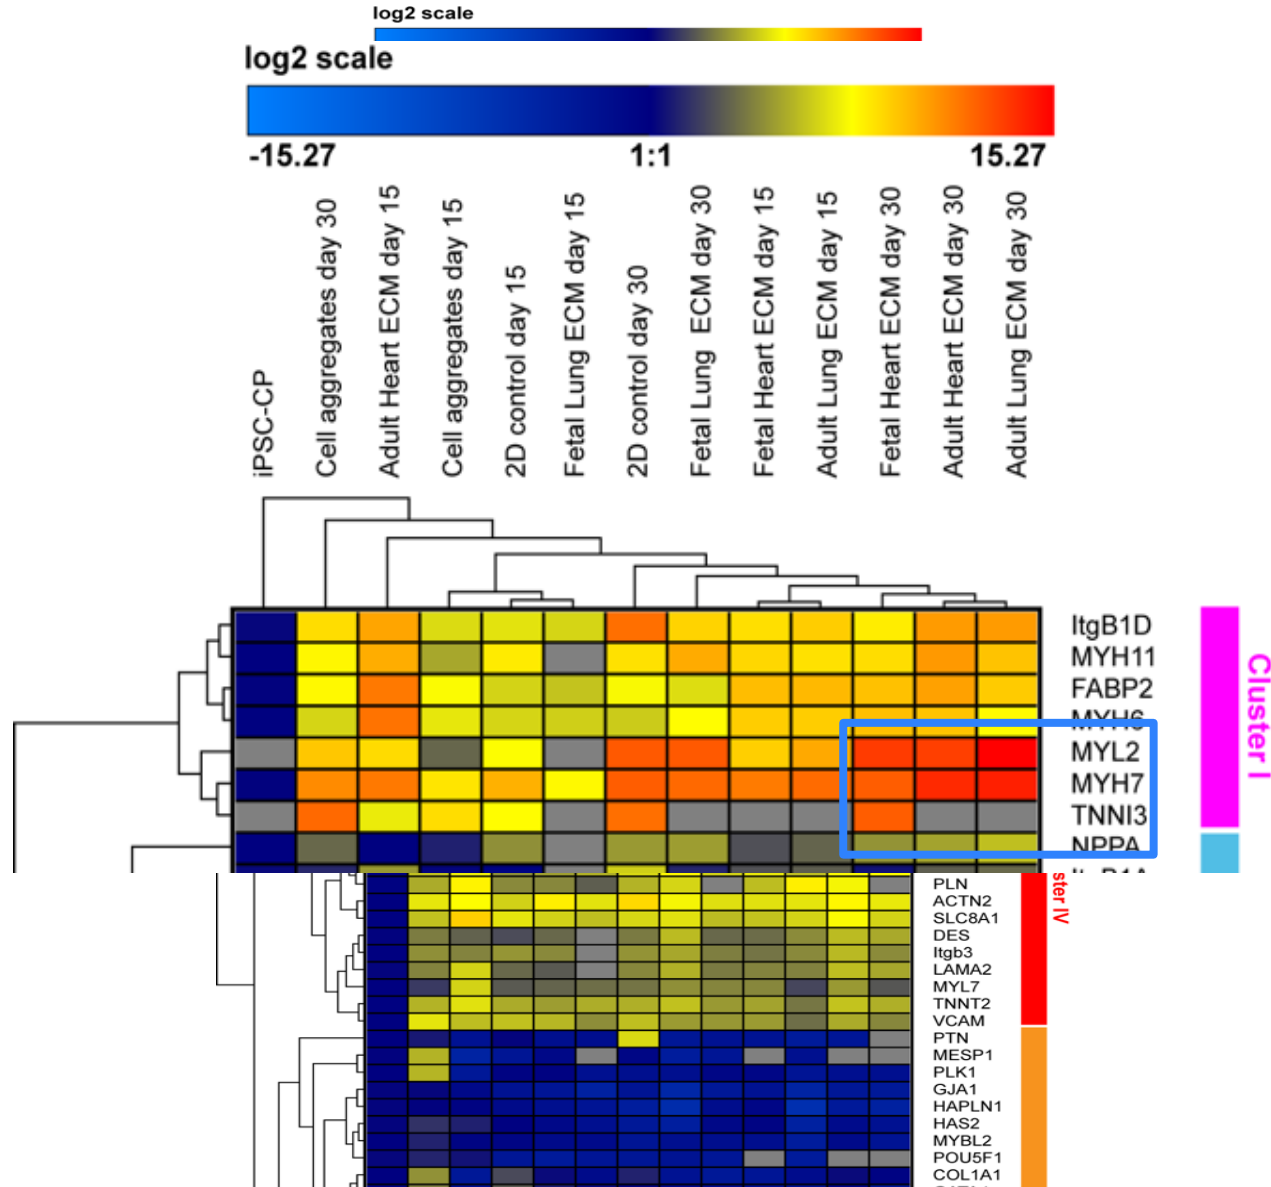 log2 scale
log2 scale
-15.27 1:1 15.27
iPSC-CP
Cell aggregates day 30
Adult Heart ECM day 15
Cell aggregates day 15
2D control day 15
Fetal Lung ECM day 15
2D control day 30
Fetal Lung ECM day 30
Fetal Heart ECM day 15
Adult Lung ECM day 15
Fetal Heart ECM day 30
Adult Heart ECM day 30
Adult Lung ECM day 30
ItgB1D
MYH11
FABP2
MYH6
MYL2
MYH7
TNNI3
NPPA
Cluster I
PLN
ACTN2
SLC8A1
DES
Itgb3
LAMA2
MYL7
TNNT2
VCAM
PTN
MESP1
PLK1
GJA1
HAPLN1
HAS2
MYBL2
POU5F1
COL1A1
ster IV